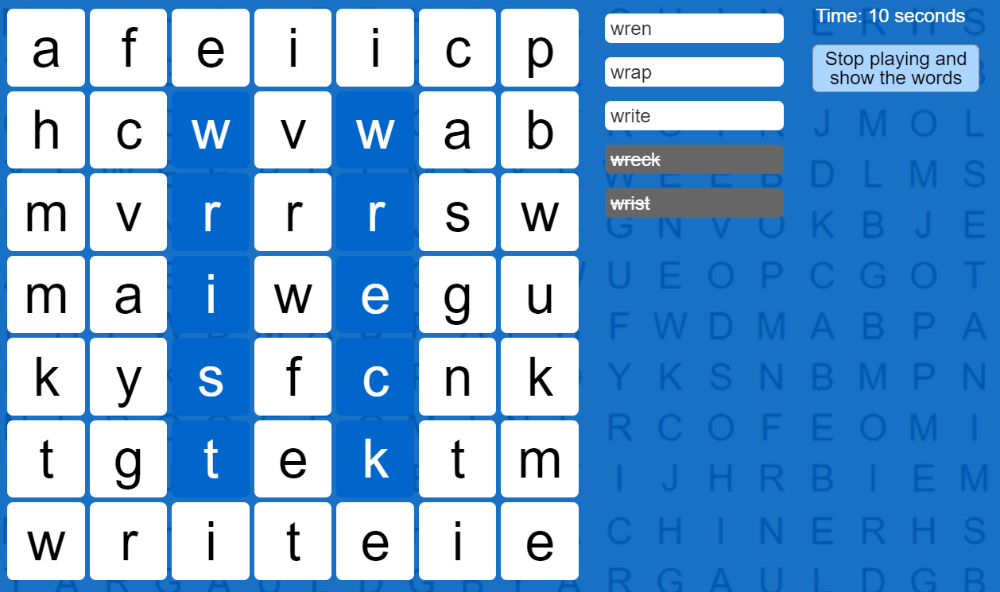 a f e i i c p
h c w v w a b
m v r r r s w
m a i w e g u
k y s f c n k
t g t e k t m
w r i t e i e
wren
wrap
write
wreck
wrist
Time: 10 seconds
Stop playing and
show the words